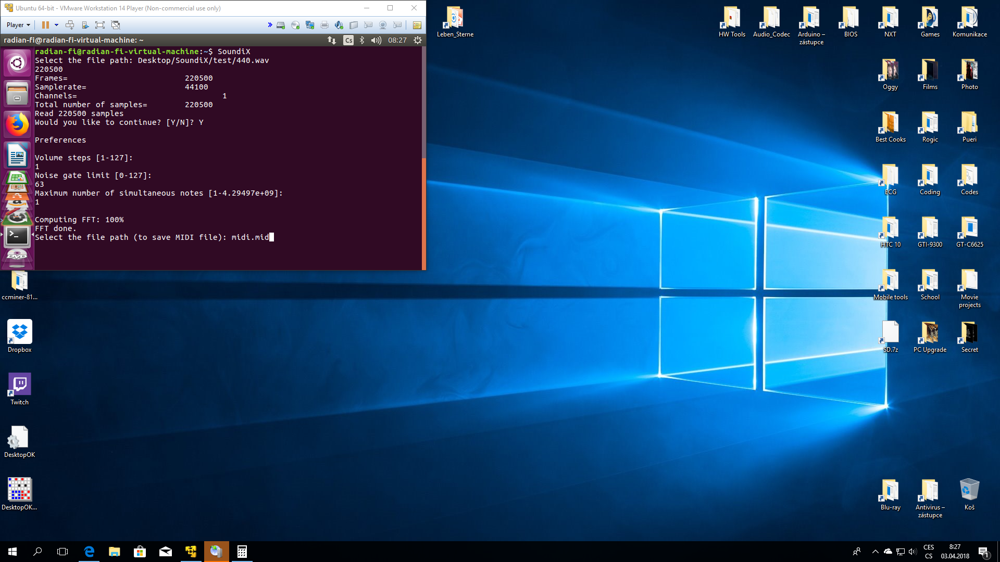 Ubuntu 64-bit - VMware Workstation 14 Player (Non-commercial use only)
Player
radian-fi@radian-fi-virtual-machine: ~
Cs
08:27
radian-fi@radian-fi-virtual-machine:~$ SoundiX
Select the file path: Desktop/SoundiX/test/440.wav
220500
Frames= 220500
Samplerate= 44100
Channels= 1
Total number of samples= 220500
Read 220500 samples
Would you like to continue? [Y/N]? Y
Preferences
Volume steps [1-127]:
1
Noise gate limit [0-127]:
63
Maximum number of simultaneous notes [1-4.29497e+09]:
1
Computing FFT: 100%
FFT done.
Select the file path (to save MIDI file): midi.mid
DVD
ccminer-81...
Dropbox
Twitch
DesktopOK
DesktopOK...
Leben_Sterne
HW Tools
Audio_Codec
Arduino –
zástupce
BIOS
NXT
Games
Komunikace
Oggy
Films
Photo
Best Cooks
Rogic
Pueri
ECG
Coding
Codes
HTC 10
GTI-9300
GT-C6625
Mobile tools
School
Movie
projects
SD.7z
PC Upgrade
Secret
Blu-ray
Antivirus –
zástupce
Koš
CES
CS
8:27
03.04.2018
1